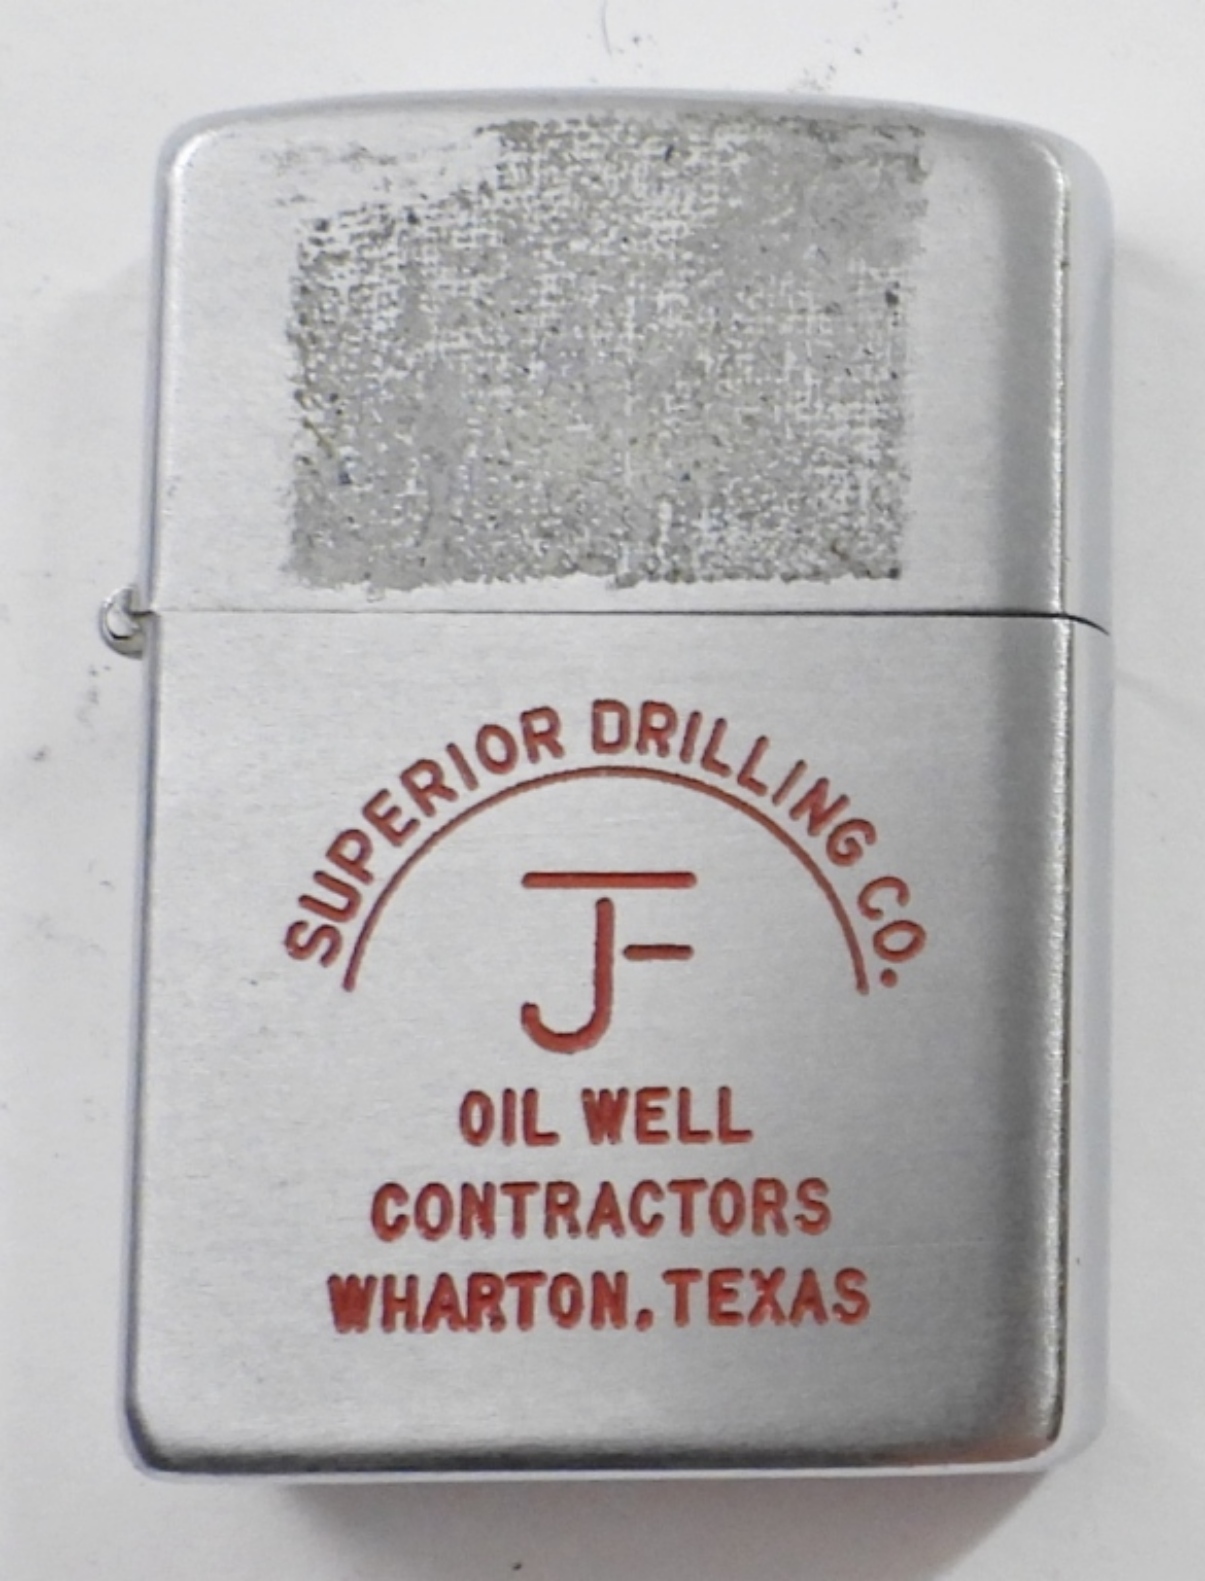 SUPERIOR DRILLING CO.
JF
OIL WELL
CONTRACTORS
WHARTON, TEXAS